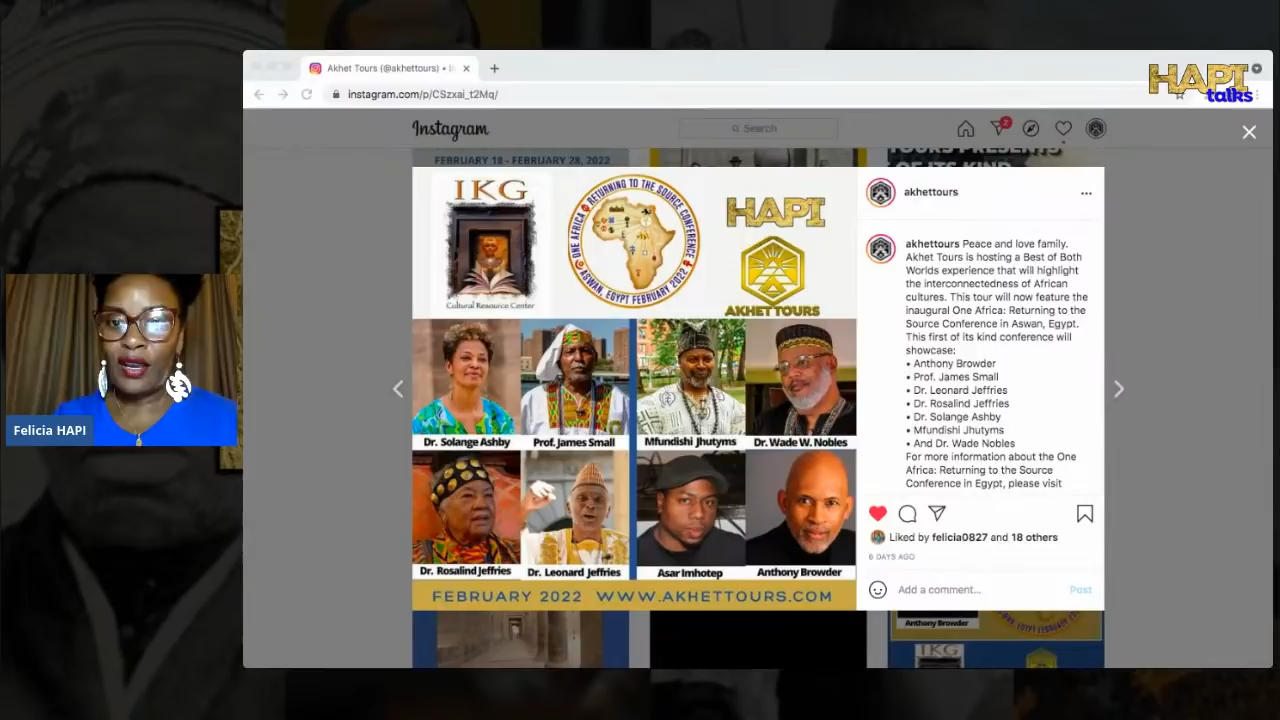 Akhet Tours (@akhettours) • I
instagram.com/p/CSzxai_t2Mq/
HAPI
talks
Instagram
Search
2
FEBRUARY 18 - FEBRUARY 28, 2022
TOURS PRESENTS
OF ITS KIND
IKG
Cultural Resource Center
ONE AFRICA RETURNING TO THE SOURCE CONFERENCE
ASWAN, EGYPT FEBRUARY 2022
HAPI
AKHET TOURS
Dr. Solange Ashby
Prof. James Small
Mfundishi Jhutyms
Dr. Wade W. Nobles
Dr. Rosalind Jeffries
Dr. Leonard Jeffries
Asar Imhotep
Anthony Browder
FEBRUARY 2022 WWW.AKHETTOURS.COM
akhettours
akhettours Peace and love family.
Akhet Tours is hosting a Best of Both
Worlds experience that will highlight
the interconnectedness of African
cultures. This tour will now feature the
inaugural One Africa: Returning to the
Source Conference in Aswan, Egypt.
This first of its kind conference will
showcase:
• Anthony Browder
• Prof. James Small
• Dr. Leonard Jeffries
• Dr. Rosalind Jeffries
• Dr. Solange Ashby
• Mfundishi Jhutyms
• And Dr. Wade Nobles
For more information about the One
Africa: Returning to the Source
Conference in Egypt, please visit
Liked by felicia0827 and 18 others
6 DAYS AGO
Add a comment...
Post
Anthony Browder
EGYPT FEBRUARY
IKG
Felicia HAPI